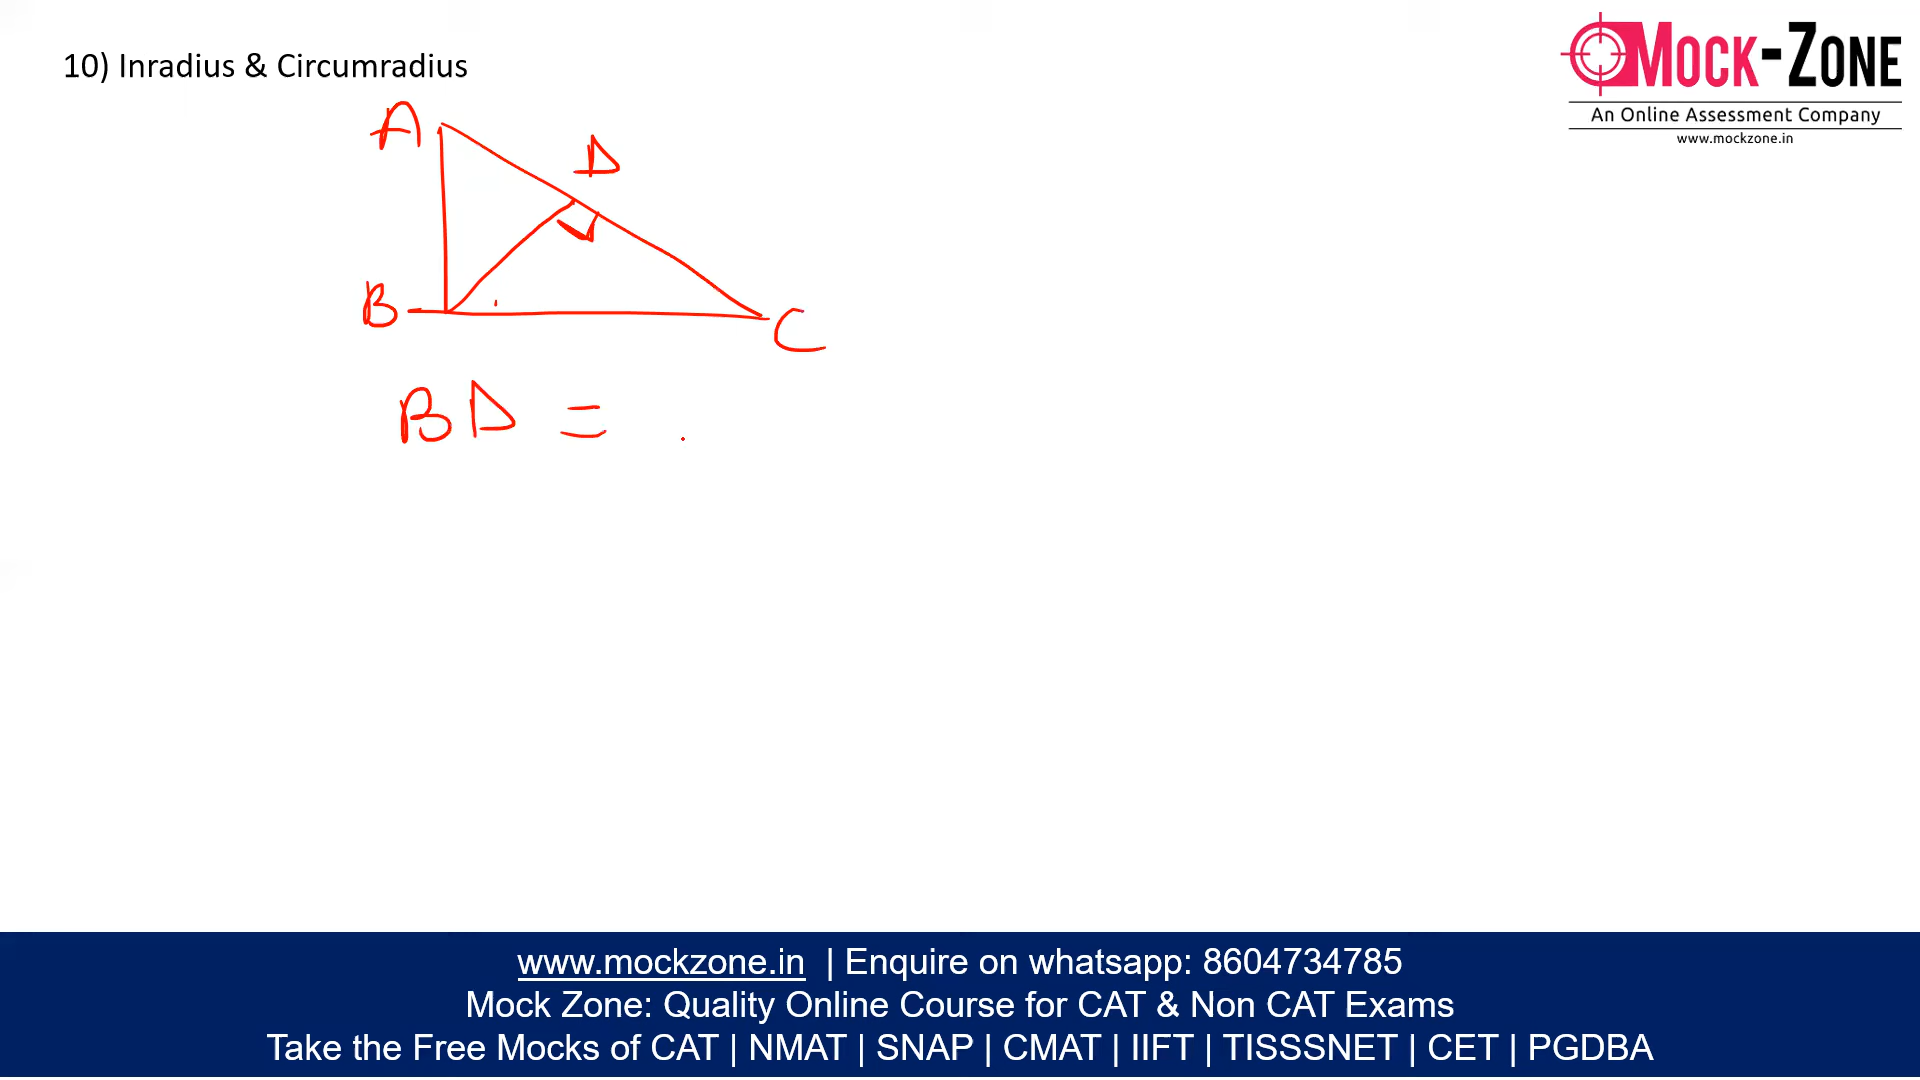 10) Inradius & Circumradius
MOCK-ZONE
An Online Assessment Company
www.mockzone.in
A
D
B
C
BD = .
www.mockzone.in | Enquire on whatsapp: 8604734785
Mock Zone: Quality Online Course for CAT & Non CAT Exams
Take the Free Mocks of CAT | NMAT | SNAP | CMAT | IIFT | TISSSNET | CET | PGDBA